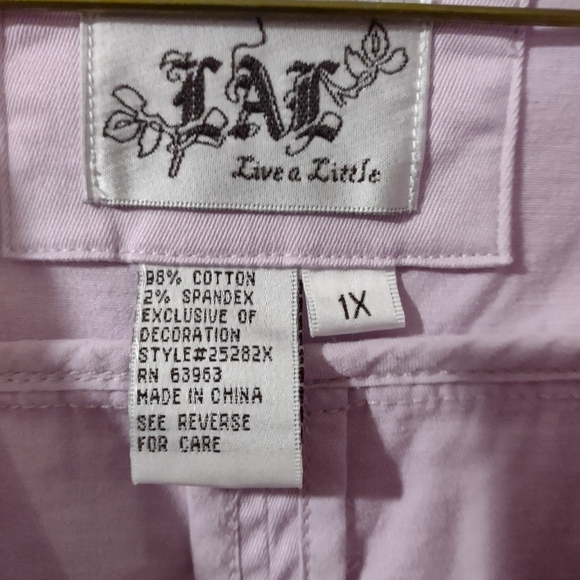 LAL
Live a Little
98% COTTON
2% SPANDEX
EXCLUSIVE OF
DECORATION
STYLE#25282X
RN 63963
MADE IN CHINA
SEE REVERSE
FOR CARE
1X